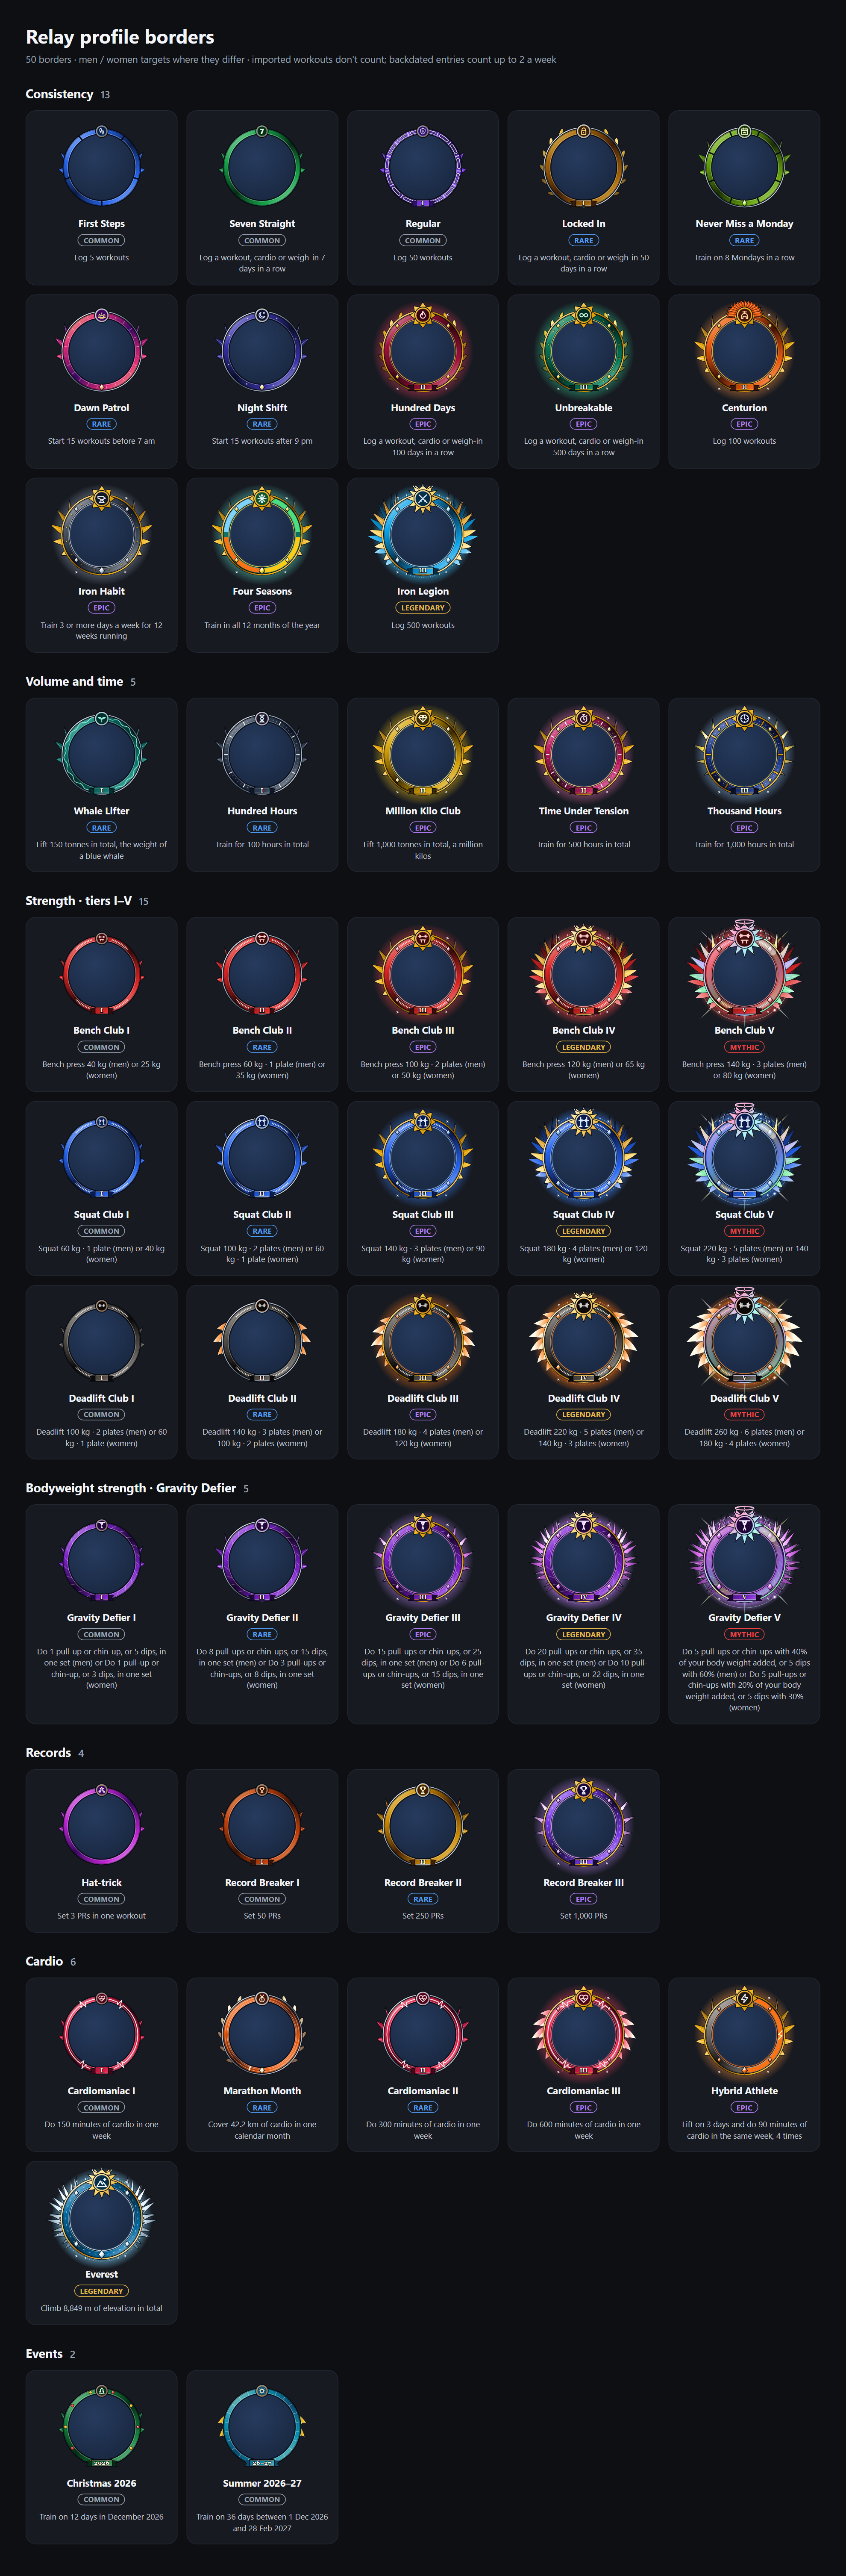 Relay profile borders
50 borders · men / women targets where they differ · imported workouts don't count; backdated entries count up to 2 a week
Consistency 13
7
I
I
First Steps
Seven Straight
Regular
Locked In
Never Miss a Monday
COMMON
COMMON
COMMON
RARE
RARE
Log 5 workouts
Log a workout, cardio or weigh-in 7
days in a row
Log 50 workouts
Log a workout, cardio or weigh-in 50
days in a row
Train on 8 Mondays in a row
II
III
II
Dawn Patrol
Night Shift
Hundred Days
Unbreakable
Centurion
RARE
RARE
EPIC
EPIC
EPIC
Start 15 workouts before 7 am
Start 15 workouts after 9 pm
Log a workout, cardio or weigh-in
100 days in a row
Log a workout, cardio or weigh-in
500 days in a row
Log 100 workouts
III
Iron Habit
Four Seasons
Iron Legion
EPIC
EPIC
LEGENDARY
Train 3 or more days a week for 12
weeks running
Train in all 12 months of the year
Log 500 workouts
Volume and time 5
I
I
II
II
III
Whale Lifter
Hundred Hours
Million Kilo Club
Time Under Tension
Thousand Hours
RARE
RARE
EPIC
EPIC
EPIC
Lift 150 tonnes in total, the weight of
a blue whale
Train for 100 hours in total
Lift 1,000 tonnes in total, a million
kilos
Train for 500 hours in total
Train for 1,000 hours in total
Strength · tiers I–V 15
I
II
III
IV
V
Bench Club I
Bench Club II
Bench Club III
Bench Club IV
Bench Club V
COMMON
RARE
EPIC
LEGENDARY
MYTHIC
Bench press 40 kg (men) or 25 kg
(women)
Bench press 60 kg · 1 plate (men) or
35 kg (women)
Bench press 100 kg · 2 plates (men)
or 50 kg (women)
Bench press 120 kg (men) or 65 kg
(women)
Bench press 140 kg · 3 plates (men)
or 80 kg (women)
I
II
III
IV
V
Squat Club I
Squat Club II
Squat Club III
Squat Club IV
Squat Club V
COMMON
RARE
EPIC
LEGENDARY
MYTHIC
Squat 60 kg · 1 plate (men) or 40 kg
(women)
Squat 100 kg · 2 plates (men) or 60
kg · 1 plate (women)
Squat 140 kg · 3 plates (men) or 90
kg (women)
Squat 180 kg · 4 plates (men) or 120
kg (women)
Squat 220 kg · 5 plates (men) or 140
kg · 3 plates (women)
I
II
III
IV
V
Deadlift Club I
Deadlift Club II
Deadlift Club III
Deadlift Club IV
Deadlift Club V
COMMON
RARE
EPIC
LEGENDARY
MYTHIC
Deadlift 100 kg · 2 plates (men) or 60
kg · 1 plate (women)
Deadlift 140 kg · 3 plates (men) or
100 kg · 2 plates (women)
Deadlift 180 kg · 4 plates (men) or
120 kg (women)
Deadlift 220 kg · 5 plates (men) or
140 kg · 3 plates (women)
Deadlift 260 kg · 6 plates (men) or
180 kg · 4 plates (women)
Bodyweight strength · Gravity Defier 5
I
II
III
IV
V
Gravity Defier I
Gravity Defier II
Gravity Defier III
Gravity Defier IV
Gravity Defier V
COMMON
RARE
EPIC
LEGENDARY
MYTHIC
Do 1 pull-up or chin-up, or 5 dips, in
one set (men) or Do 1 pull-up or
chin-up, or 3 dips, in one set
(women)
Do 8 pull-ups or chin-ups, or 15 dips,
in one set (men) or Do 3 pull-ups or
chin-ups, or 8 dips, in one set
(women)
Do 15 pull-ups or chin-ups, or 25
dips, in one set (men) or Do 6 pull-
ups or chin-ups, or 15 dips, in one
set (women)
Do 20 pull-ups or chin-ups, or 35
dips, in one set (men) or Do 10 pull-
ups or chin-ups, or 22 dips, in one
set (women)
Do 5 pull-ups or chin-ups with 40%
of your body weight added, or 5 dips
with 60% (men) or Do 5 pull-ups or
chin-ups with 20% of your body
weight added, or 5 dips with 30%
(women)
Records 4
I
II
III
Hat-trick
Record Breaker I
Record Breaker II
Record Breaker III
COMMON
COMMON
RARE
EPIC
Set 3 PRs in one workout
Set 50 PRs
Set 250 PRs
Set 1,000 PRs
Cardio 6
I
II
III
Cardiomaniac I
Marathon Month
Cardiomaniac II
Cardiomaniac III
Hybrid Athlete
COMMON
RARE
RARE
EPIC
EPIC
Do 150 minutes of cardio in one
week
Cover 42.2 km of cardio in one
calendar month
Do 300 minutes of cardio in one
week
Do 600 minutes of cardio in one
week
Lift on 3 days and do 90 minutes of
cardio in the same week, 4 times
Everest
LEGENDARY
Climb 8,849 m of elevation in total
Events 2
2026
Christmas 2026
Summer 2026–27
COMMON
COMMON
Train on 12 days in December 2026
Train on 36 days between 1 Dec 2026
and 28 Feb 2027